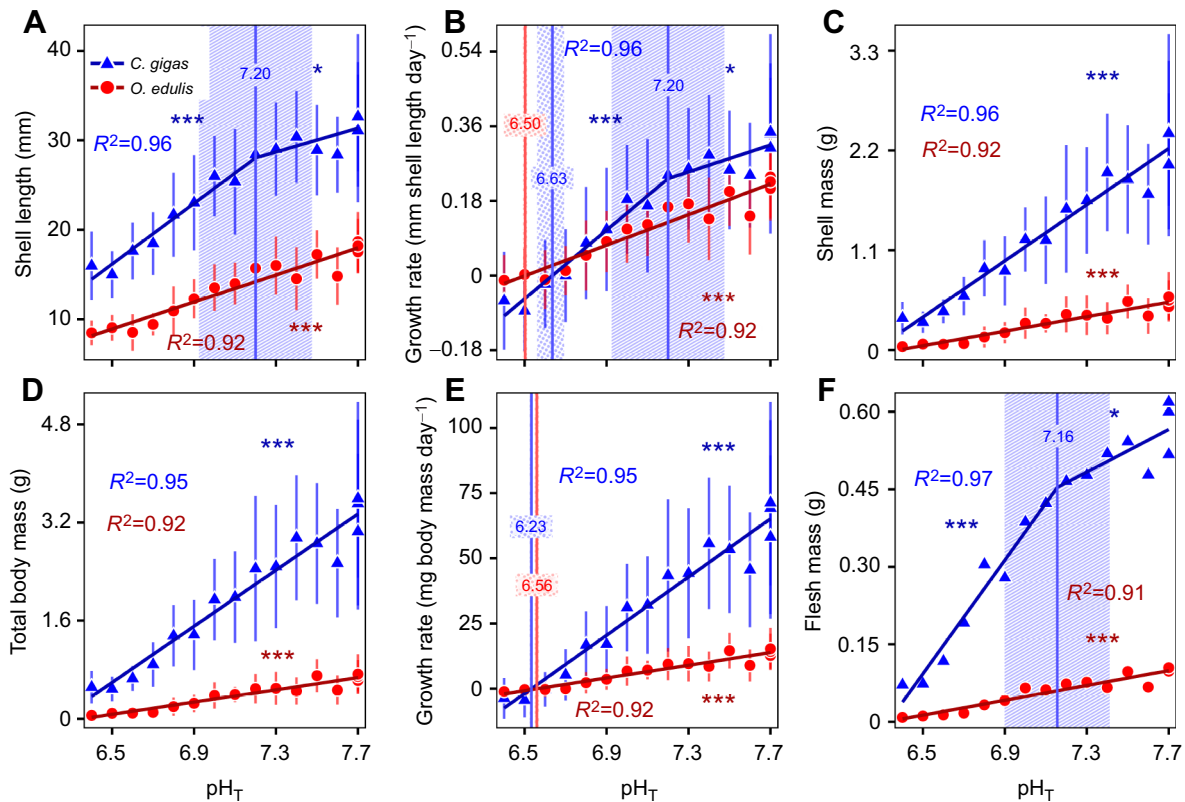 A
Shell length (mm)
40
30
20
10
C. gigas
O. edulis
7.20
*
***
R²=0.96
R²=0.92
***
B
Growth rate (mm shell length day⁻¹)
0.54
0.36
0.18
0
−0.18
R²=0.96
7.20
*
6.50
***
6.63
***
R²=0.92
C
Shell mass (g)
3.3
2.2
1.1
0
***
R²=0.96
R²=0.92
***
D
Total body mass (g)
4.8
3.2
1.6
0
***
R²=0.95
R²=0.92
***
6.5 6.9 7.3 7.7
pH_T
E
Growth rate (mg body mass day⁻¹)
100
75
50
25
0
***
R²=0.95
6.23
6.56
R²=0.92
***
6.5 6.9 7.3 7.7
pH_T
F
Flesh mass (g)
0.60
0.45
0.30
0.15
0
*
7.16
R²=0.97
***
R²=0.91
***
6.5 6.9 7.3 7.7
pH_T